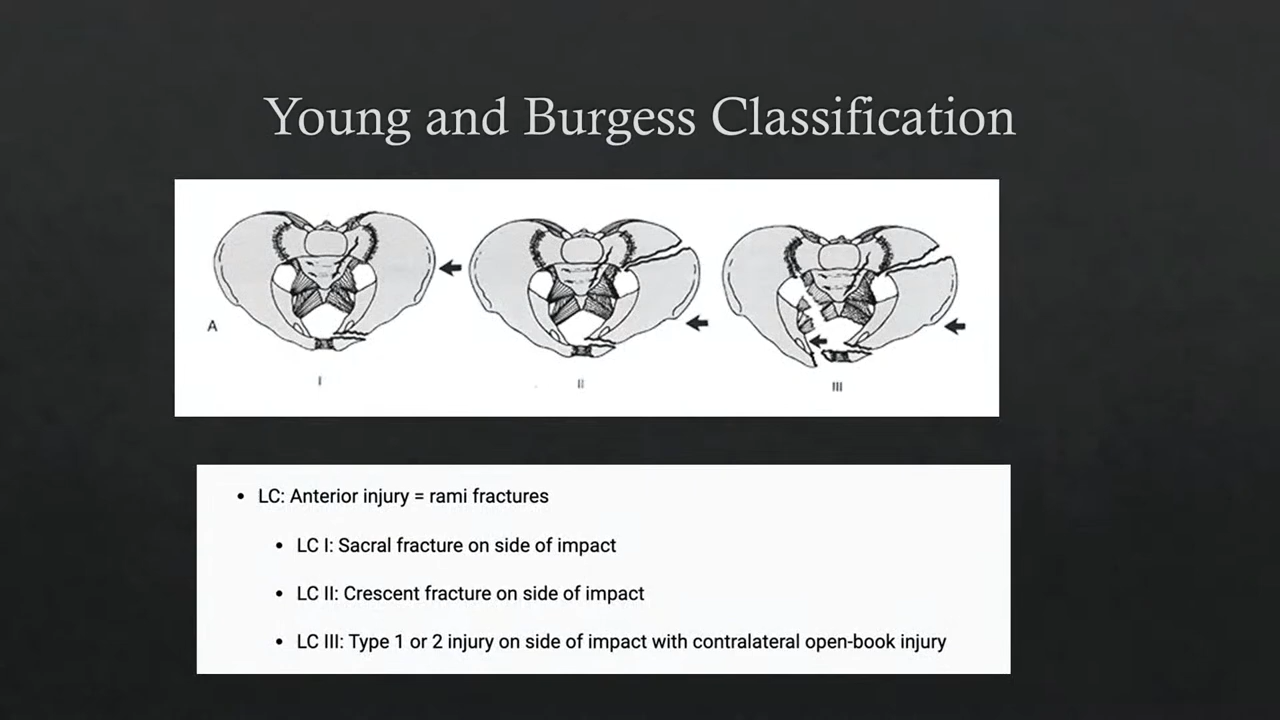 Young and Burgess Classification
A
I
II
III
• LC: Anterior injury = rami fractures
• LC I: Sacral fracture on side of impact
• LC II: Crescent fracture on side of impact
• LC III: Type 1 or 2 injury on side of impact with contralateral open-book injury